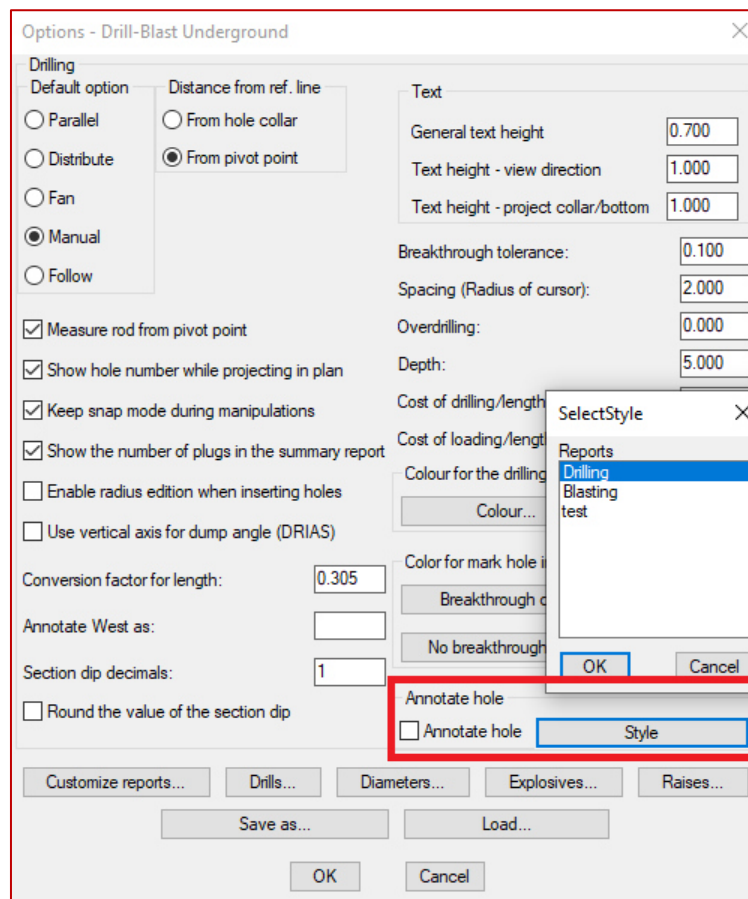 Options - Drill-Blast Underground
Drilling
Default option
Parallel
Distribute
Fan
Manual
Follow
Distance from ref. line
From hole collar
From pivot point
Text
General text height 0.700
Text height - view direction 1.000
Text height - project collar/bottom 1.000
Breakthrough tolerance: 0.100
Spacing (Radius of cursor): 2.000
Overdrilling: 0.000
Depth: 5.000
Cost of drilling/length
Cost of loading/lengt
Colour for the drilling
Colour...
Color for mark hole i
Breakthrough
No breakthrough
Measure rod from pivot point
Show hole number while projecting in plan
Keep snap mode during manipulations
Show the number of plugs in the summary report
Enable radius edition when inserting holes
Use vertical axis for dump angle (DRIAS)
Conversion factor for length: 0.305
Annotate West as:
Section dip decimals: 1
Round the value of the section dip
SelectStyle
Reports
Drilling
Blasting
test
OK Cancel
Annotate hole
Annotate hole Style
Customize reports... Drills... Diameters... Explosives... Raises...
Save as... Load...
OK Cancel